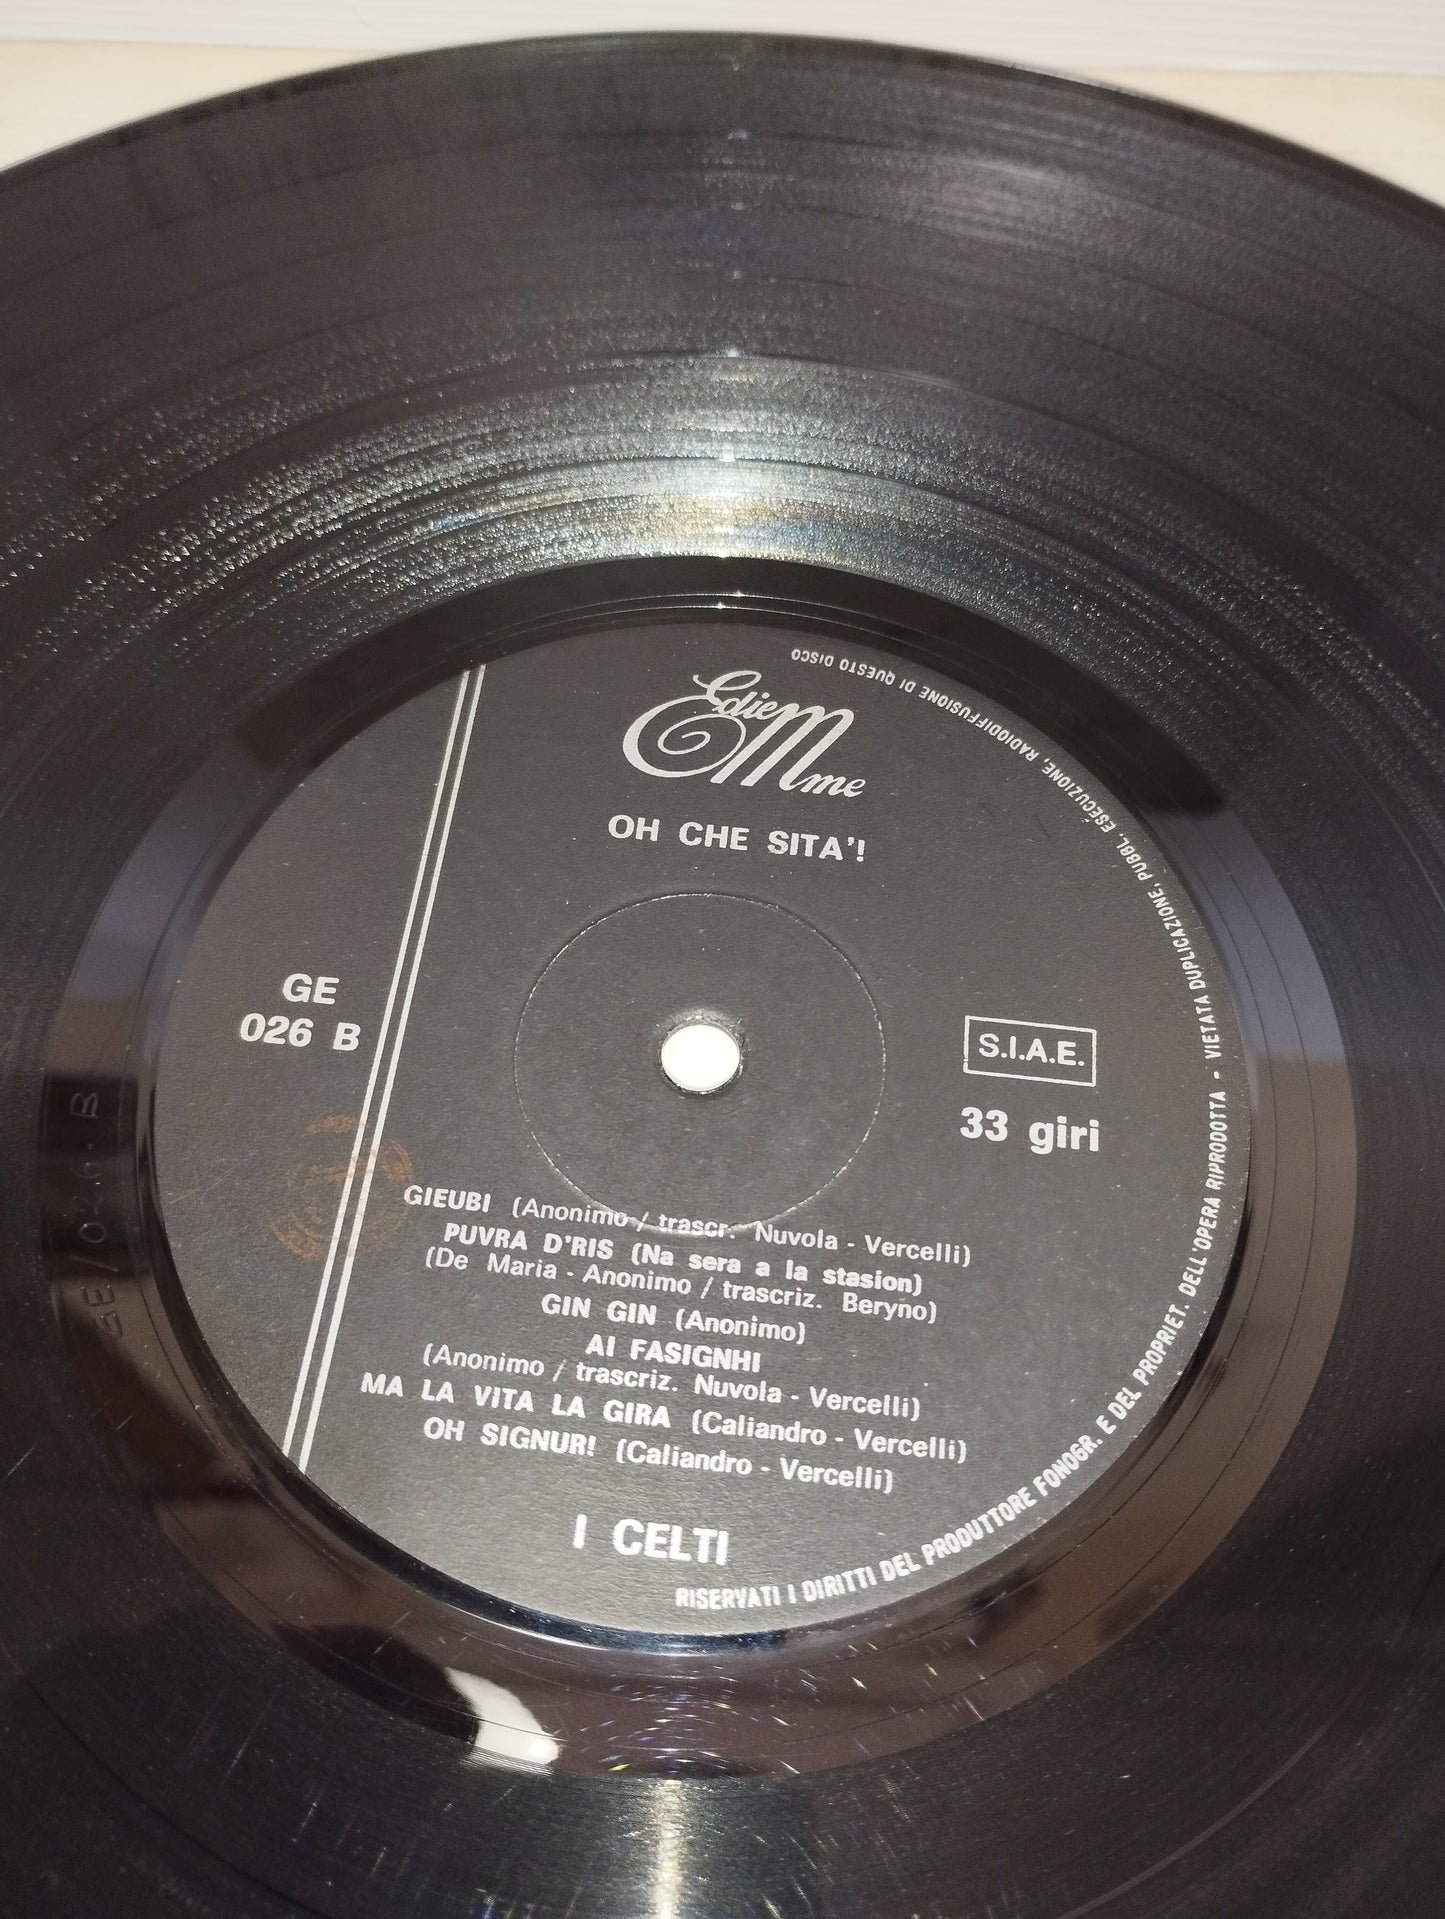 Edie
Mme
OH CHE SITA'!
GE
026 B
S.I.A.E.
33 giri
GIEUBI (Anonimo / trascr. Nuvola - Vercelli)
PUVRA D'RIS (Na sera a la stasion)
(De Maria - Anonimo / trascriz. Beryno)
GIN GIN (Anonimo)
AI FASIGNHI
(Anonimo / trascriz. Nuvola - Vercelli)
MA LA VITA LA GIRA (Caliandro - Vercelli)
OH SIGNUR! (Caliandro - Vercelli)
I CELTI
RISERVATI I DIRITTI DEL PRODUTTORE FONOGR. E DEL PROPRIET. DELL'OPERA RIPRODOTTA - VIETATA DUPLICAZIONE, PUBBL. ESECUZIONE, RADIODIFFUSIONE DI QUESTO DISCO
GE / 026 · B